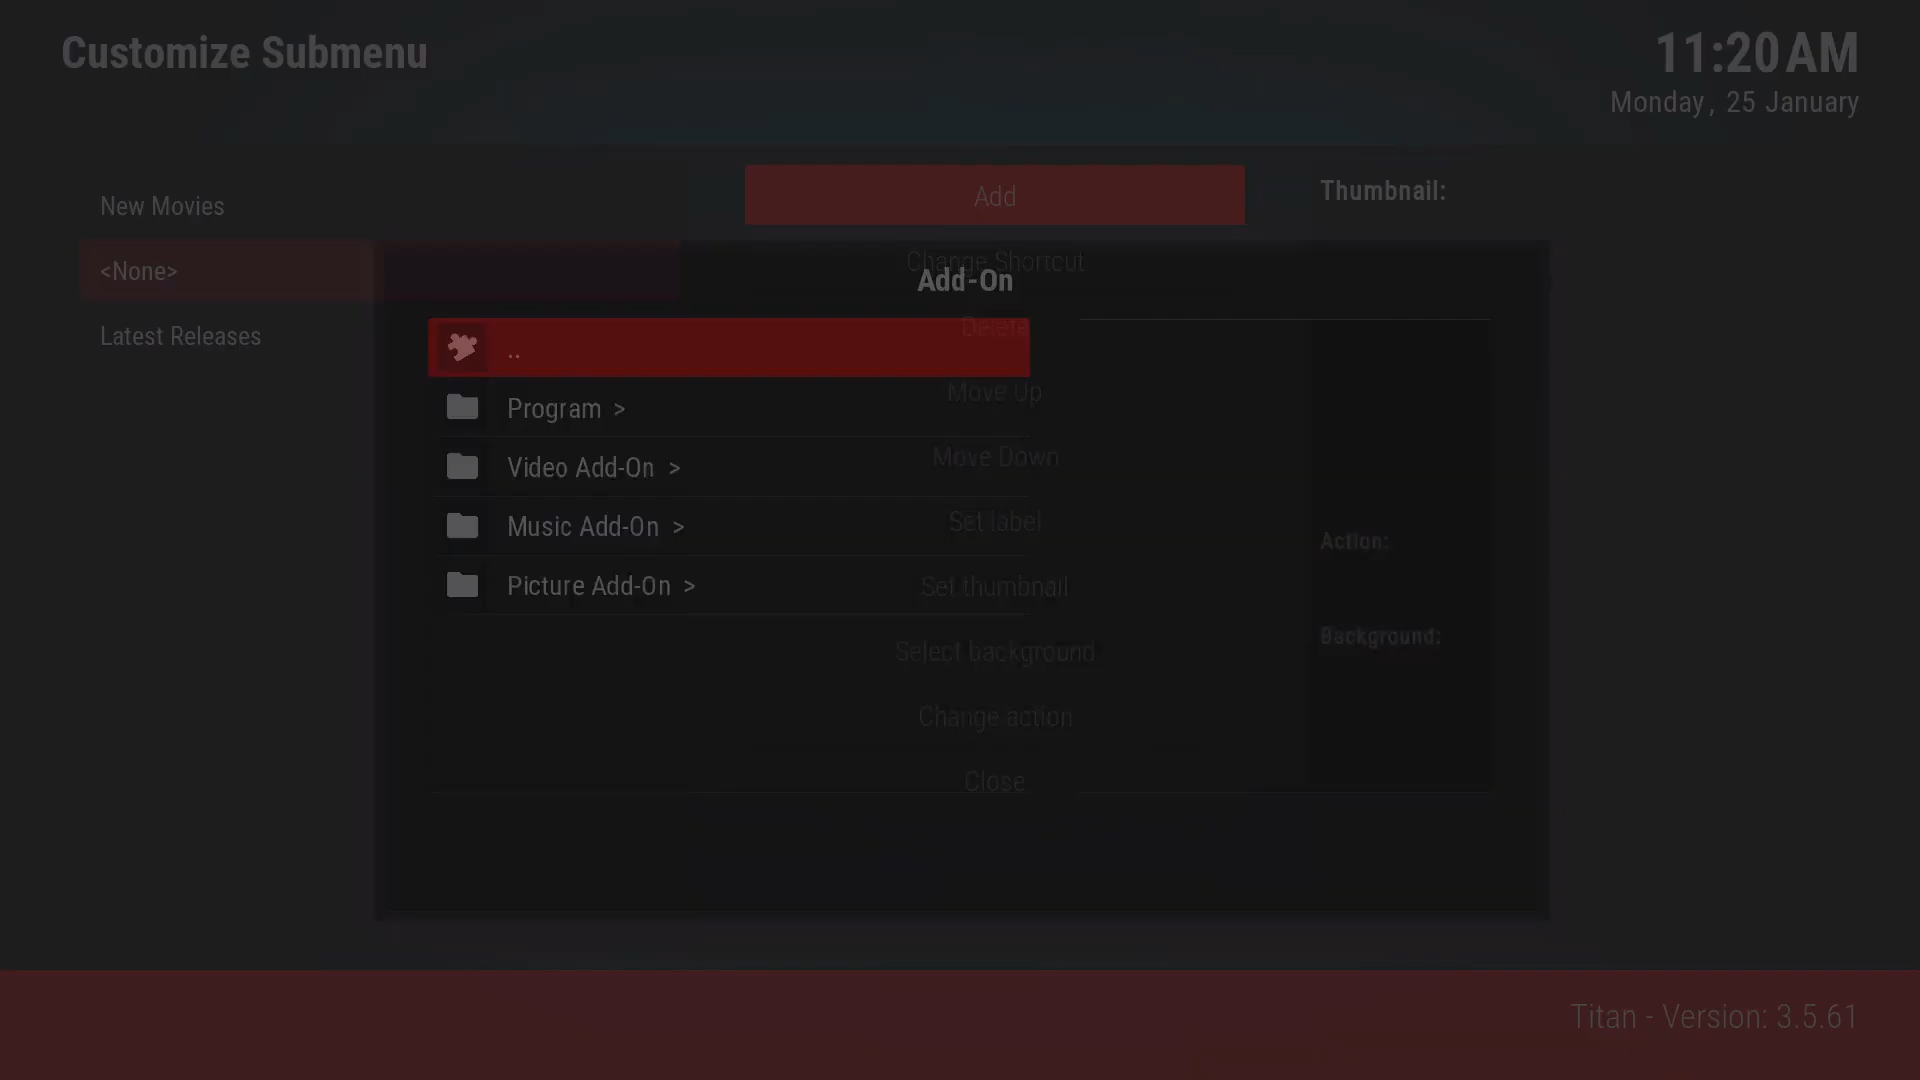 Customize Submenu
11:20 AM
Monday, 25 January
New Movies
<None>
Latest Releases
Add
Change Shortcut
Delete
Move Up
Move Down
Set label
Set thumbnail
Select background
Change action
Close
Thumbnail:
Action:
Background:
Add-On
..
Program >
Video Add-On >
Music Add-On >
Picture Add-On >
Titan - Version: 3.5.61